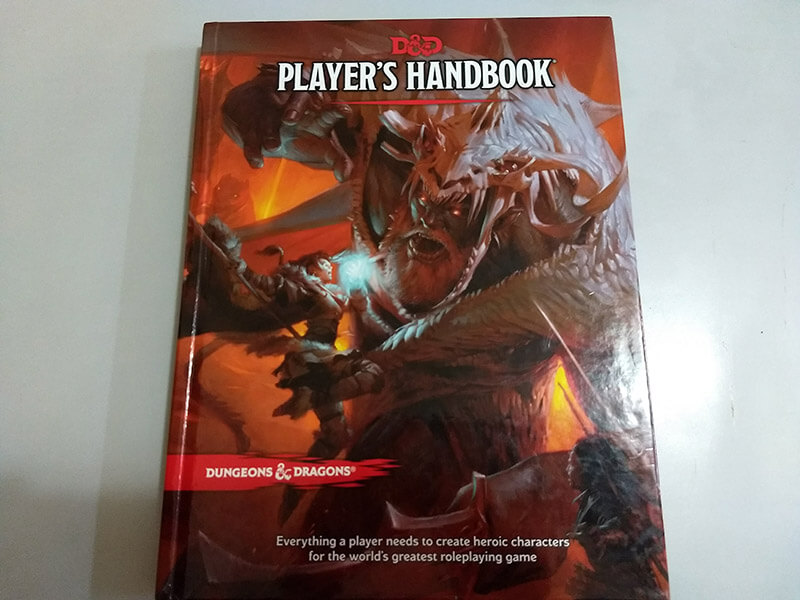 D&D
PLAYER'S HANDBOOK®
DUNGEONS & DRAGONS®
Everything a player needs to create heroic characters
for the world's greatest roleplaying game